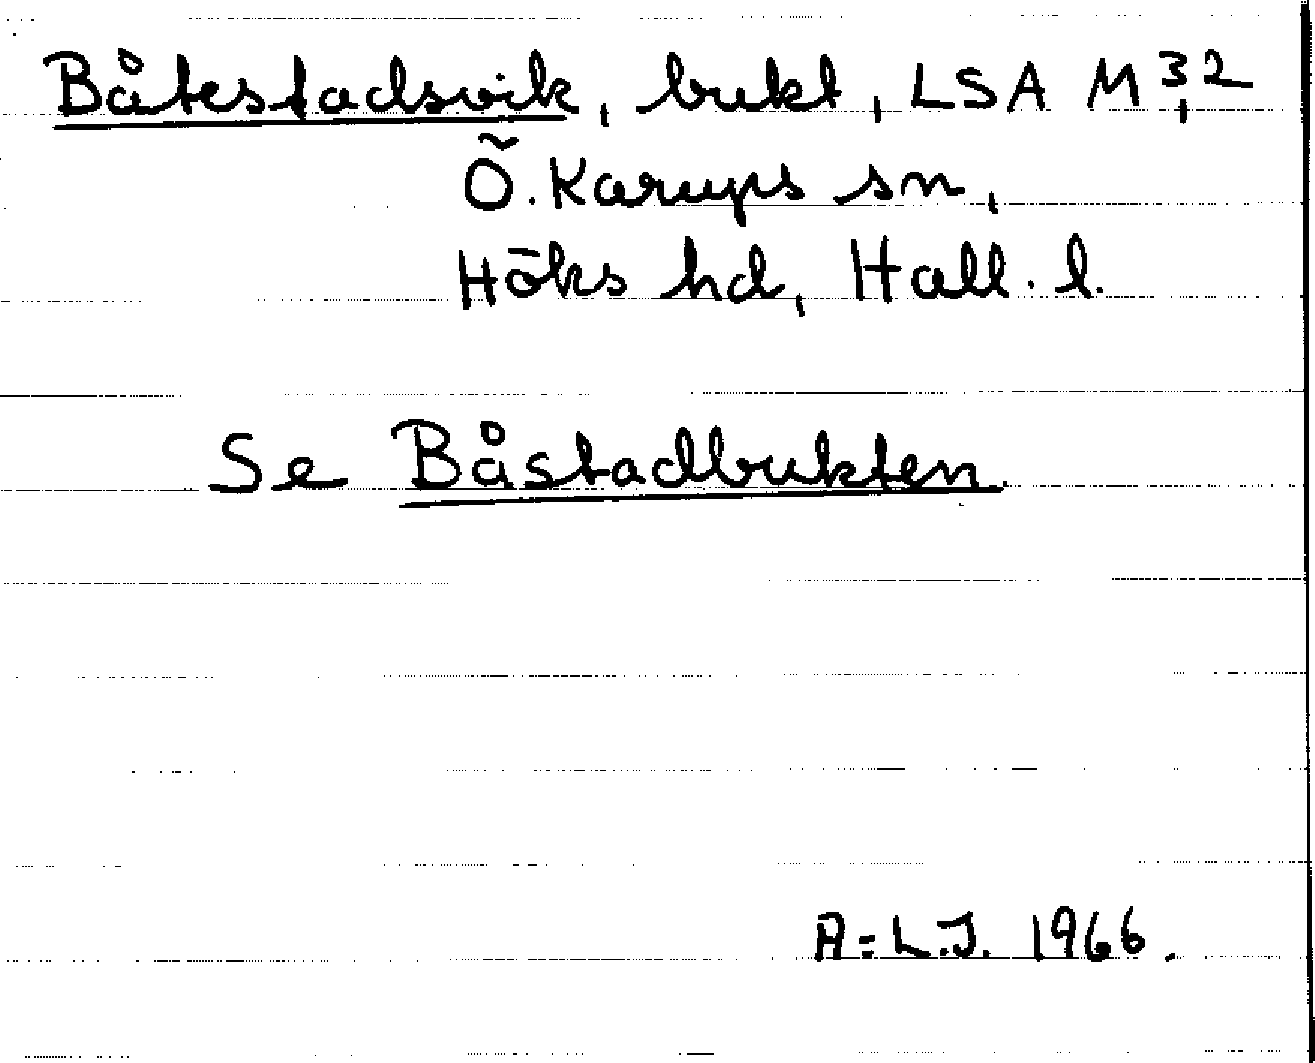 Båtestadsvik, bukt, LSA M 3,2
Ö. Karups sn,
Höks hd, Hall. l.
Se Båstadbukten
A-L.J. 1966.